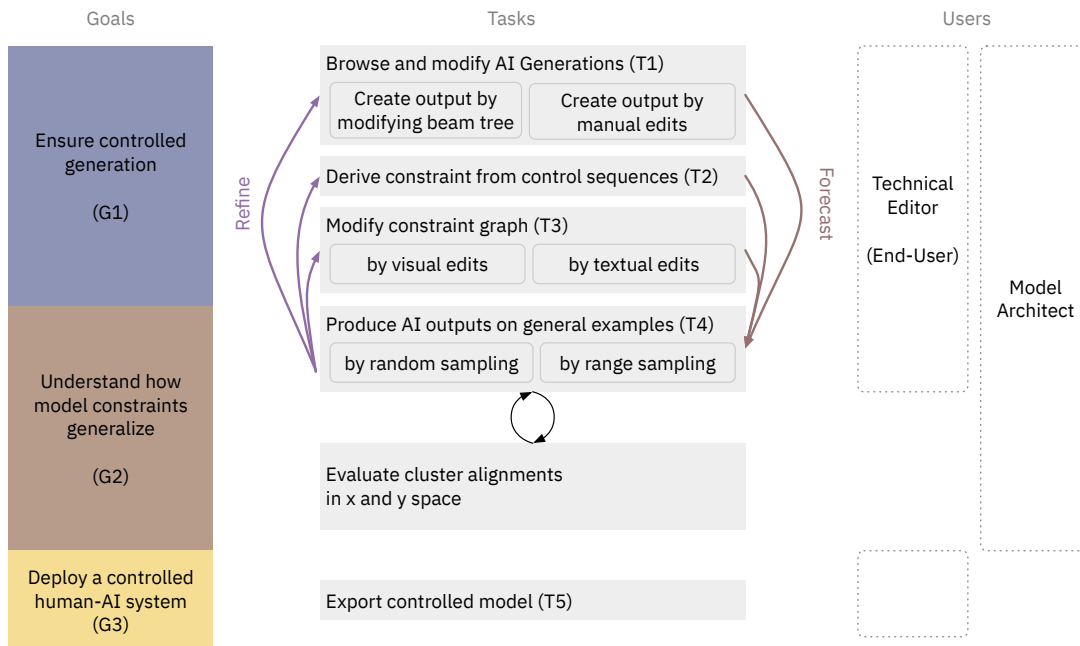 Goals
Tasks
Users
Ensure controlled
generation
(G1)
Understand how
model constraints
generalize
(G2)
Deploy a controlled
human-AI system
(G3)
Refine
Browse and modify AI Generations (T1)
Create output by
modifying beam tree
Create output by
manual edits
Derive constraint from control sequences (T2)
Modify constraint graph (T3)
by visual edits
by textual edits
Produce AI outputs on general examples (T4)
by random sampling
by range sampling
Evaluate cluster alignments
in x and y space
Export controlled model (T5)
Forecast
Technical
Editor
(End-User)
Model
Architect